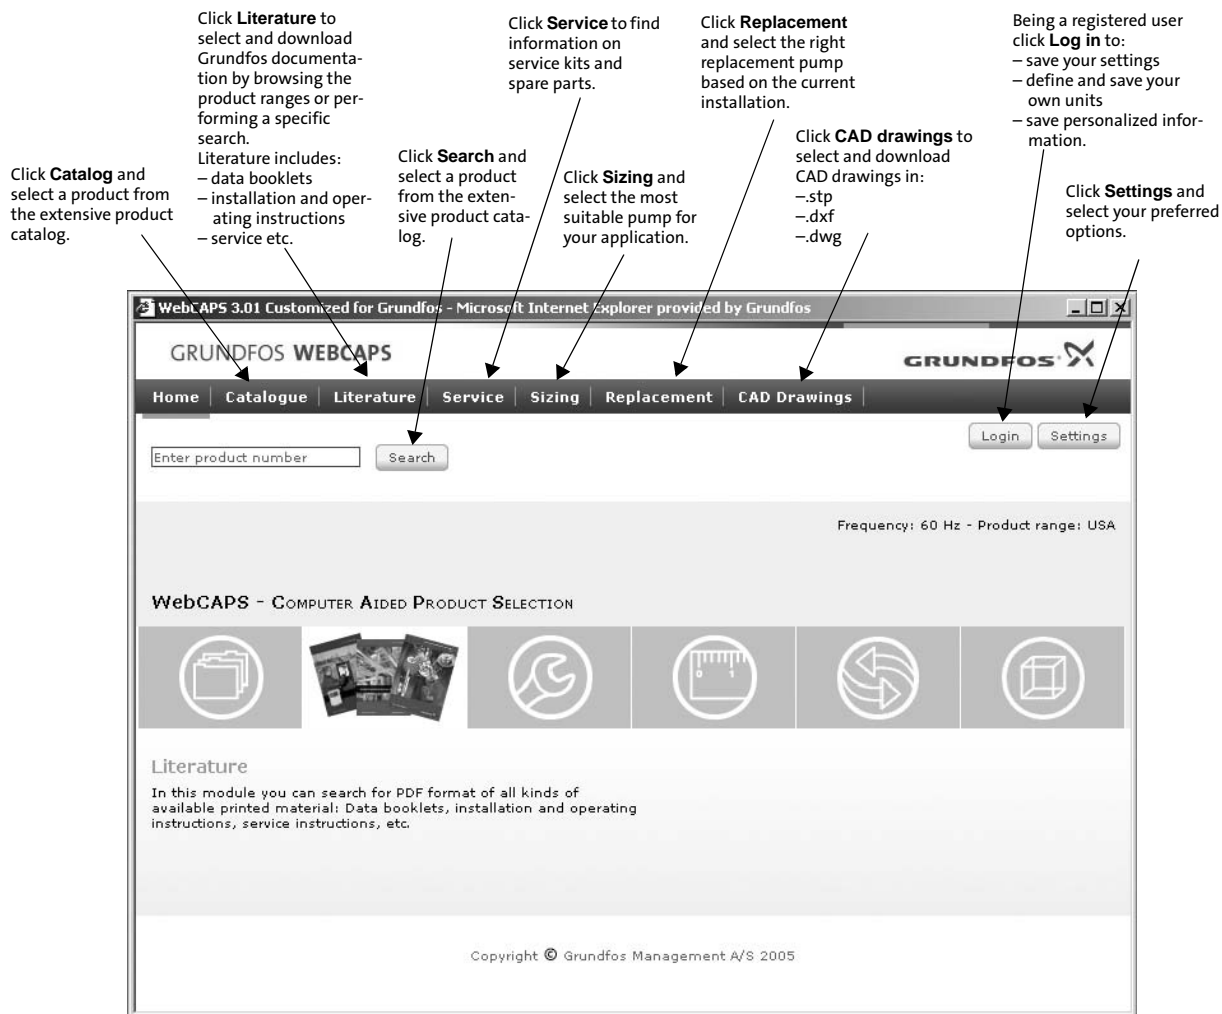 Click Literature to
select and download
Grundfos documenta-
tion by browsing the
product ranges or per-
forming a specific
search.
Literature includes:
– data booklets
– installation and oper-
ating instructions
– service etc.
Click Service to find
information on
service kits and
spare parts.
Click Replacement
and select the right
replacement pump
based on the current
installation.
Being a registered user
click Log in to:
– save your settings
– define and save your
own units
– save personalized infor-
mation.
Click Catalog and
select a product from
the extensive product
catalog.
Click Search and
select a product
from the exten-
sive product cata-
log.
Click Sizing and
select the most
suitable pump for
your application.
Click CAD drawings to
select and download
CAD drawings in:
–.stp
–.dxf
–.dwg
Click Settings and
select your preferred
options.
WebCAPS 3.01 Customized for Grundfos - Microsoft Internet Explorer provided by Grundfos
GRUNDFOS WEBCAPS
GRUNDFOS
Home Catalogue Literature Service Sizing Replacement CAD Drawings
Login Settings
Enter product number Search
Frequency: 60 Hz - Product range: USA
WebCAPS - Computer Aided Product Selection
0 1
Literature
In this module you can search for PDF format of all kinds of
available printed material: Data booklets, installation and operating
instructions, service instructions, etc.
Copyright © Grundfos Management A/S 2005